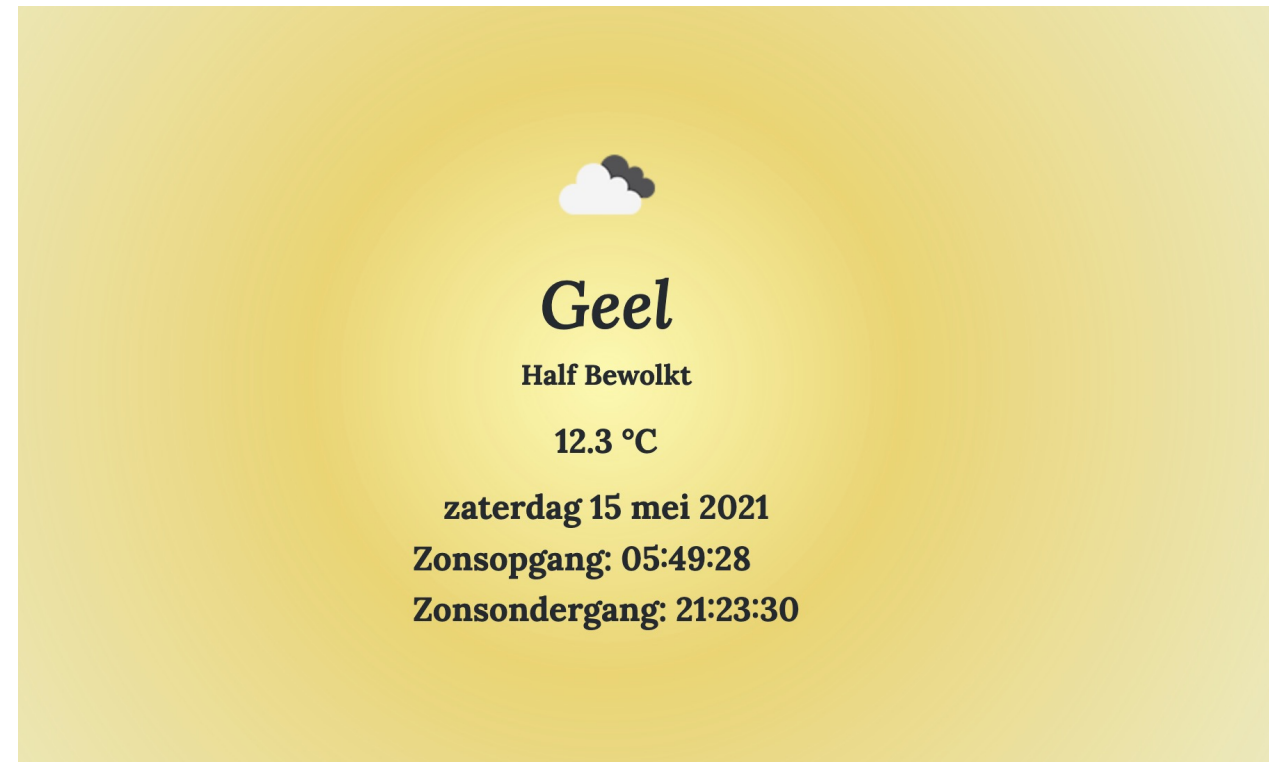 Geel
Half Bewolkt
12.3 °C
zaterdag 15 mei 2021
Zonsopgang: 05:49:28
Zonsondergang: 21:23:30